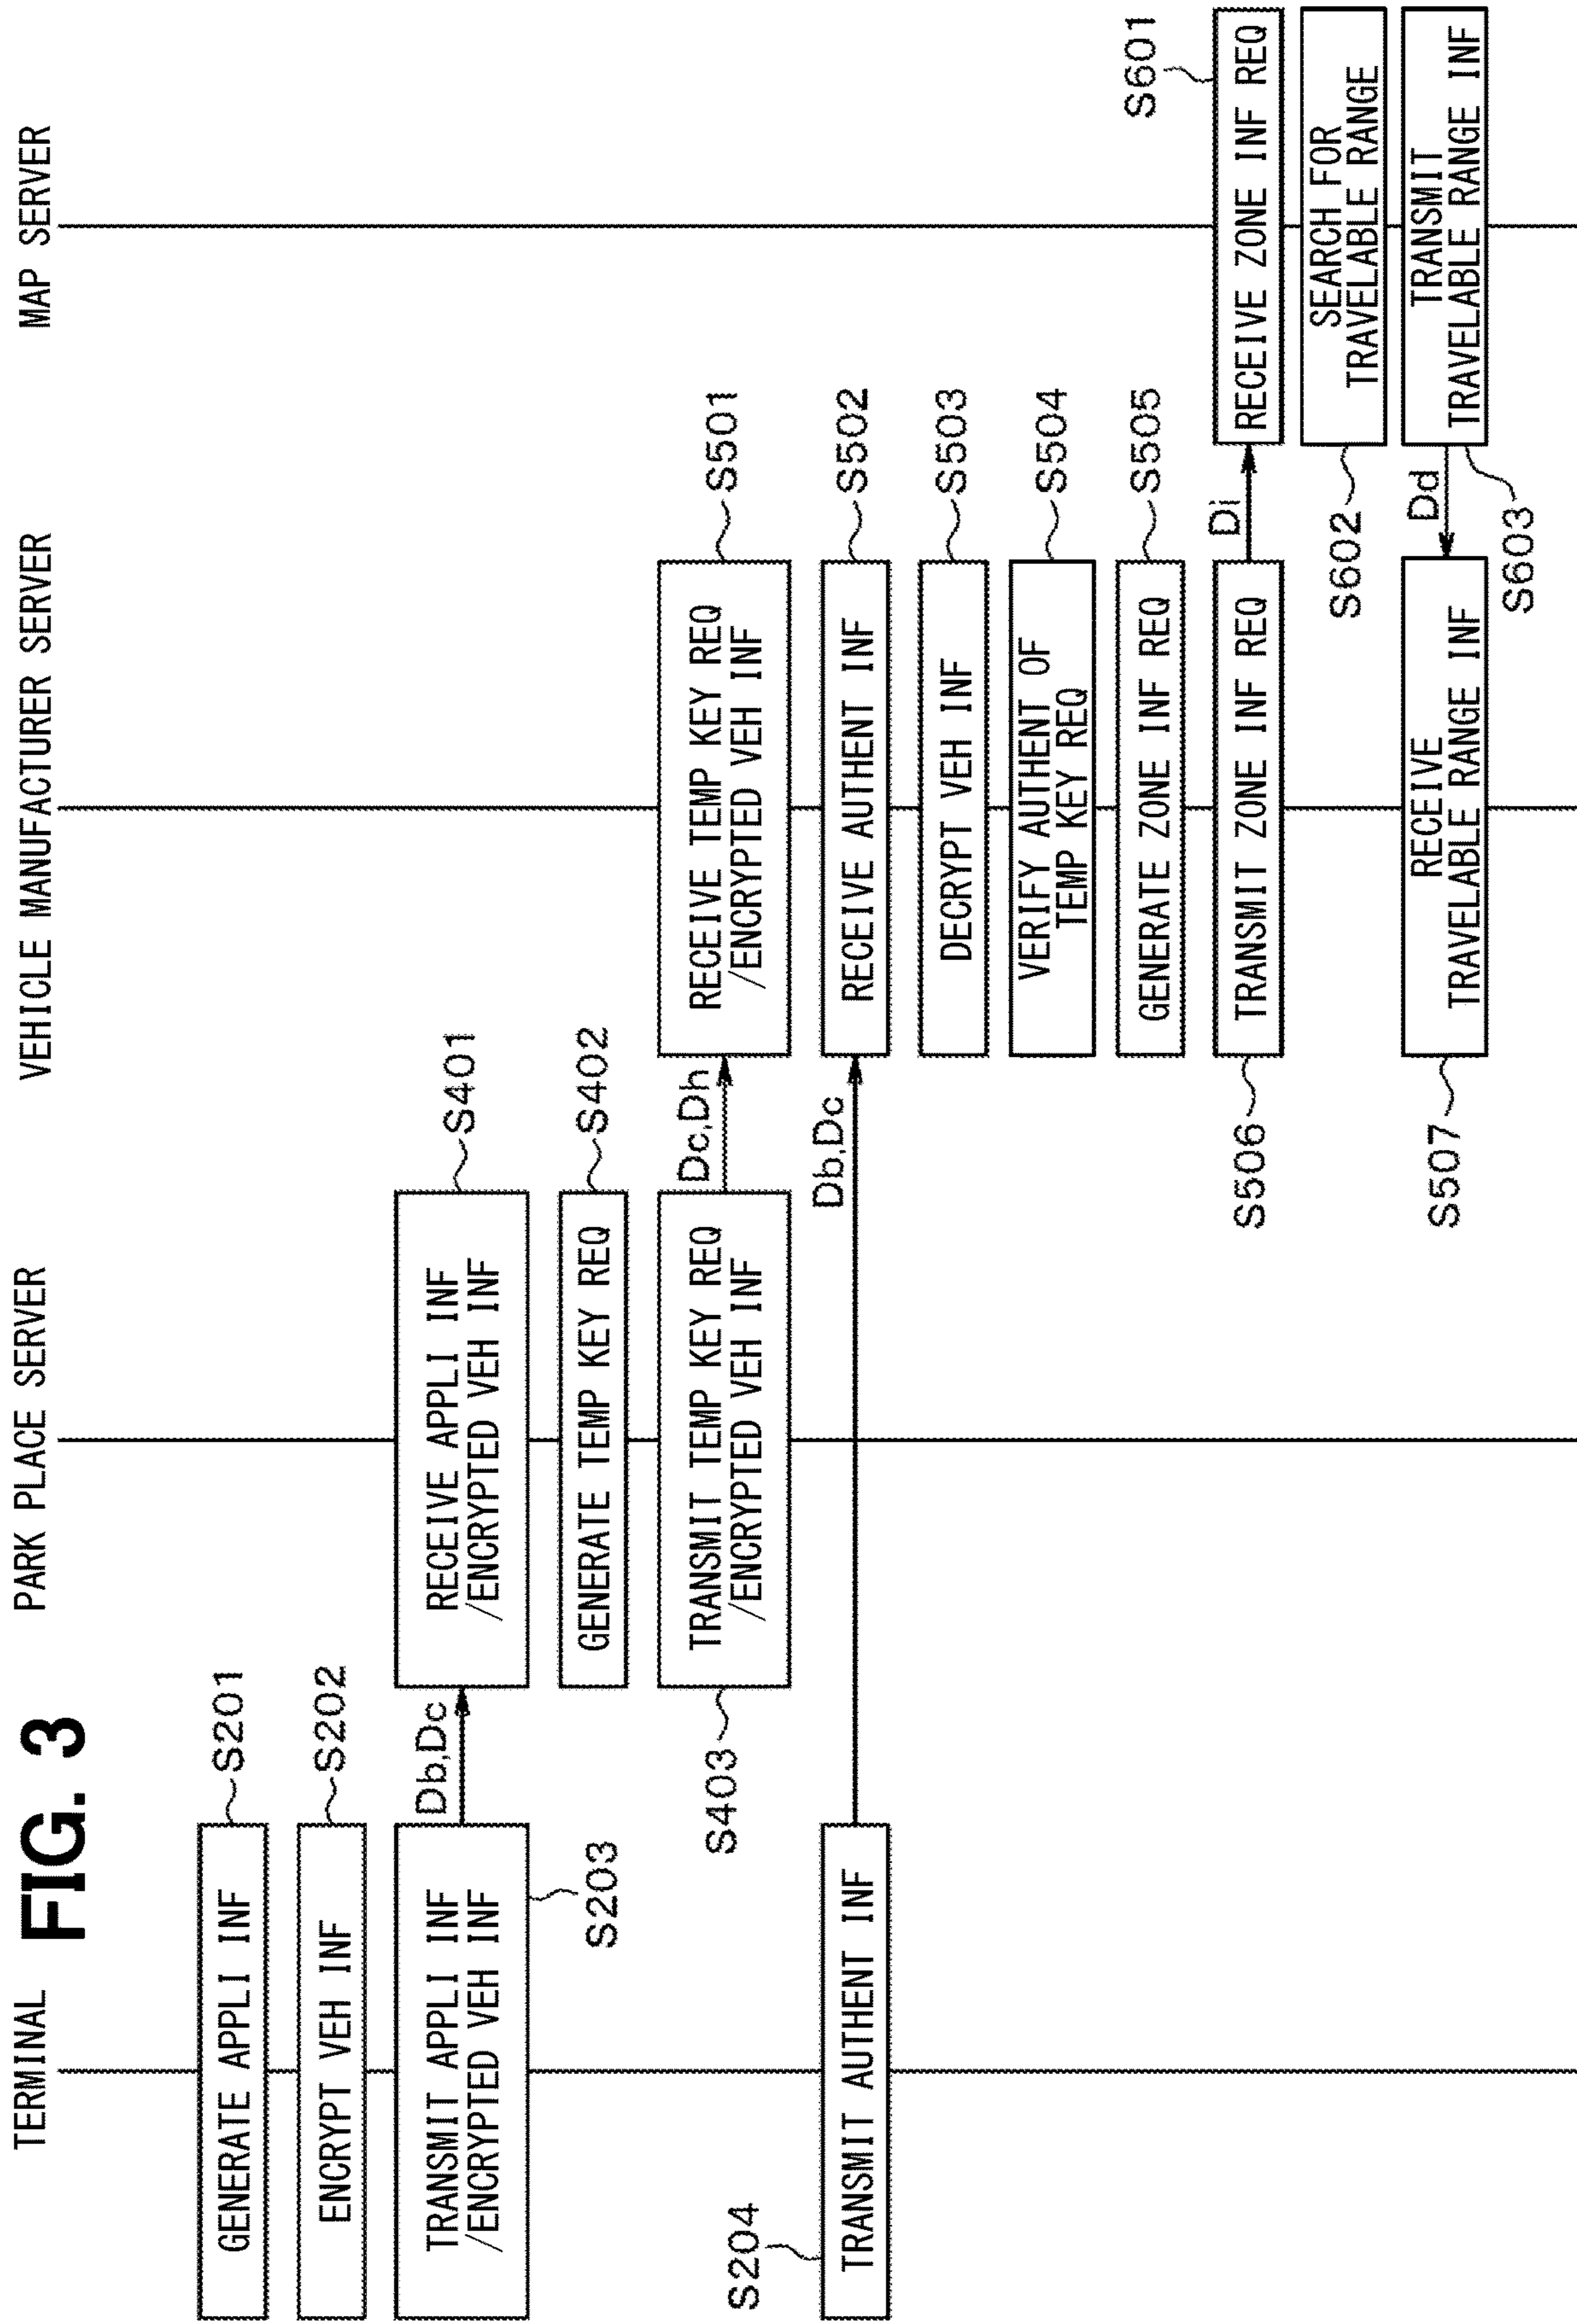 FIG. 3
TERMINAL
PARK PLACE SERVER
VEHICLE MANUFACTURER SERVER
MAP SERVER
GENERATE APPLI INF
S201
ENCRYPT VEH INF
S202
TRANSMIT APPLI INF
/ENCRYPTED VEH INF
S203
Db,Dc
RECEIVE APPLI INF
/ENCRYPTED VEH INF
S401
GENERATE TEMP KEY REQ
S402
TRANSMIT TEMP KEY REQ
/ENCRYPTED VEH INF
S403
Dc,Dh
RECEIVE TEMP KEY REQ
/ENCRYPTED VEH INF
S501
S204
TRANSMIT AUTHENT INF
Db,Dc
RECEIVE AUTHENT INF
S502
DECRYPT VEH INF
S503
VERIFY AUTHENT OF
TEMP KEY REQ
S504
GENERATE ZONE INF REQ
S505
TRANSMIT ZONE INF REQ
S506
Di
RECEIVE ZONE INF REQ
S601
SEARCH FOR
TRAVELABLE RANGE
S602
TRANSMIT
TRAVELABLE RANGE INF
S603
Dd
RECEIVE
TRAVELABLE RANGE INF
S507